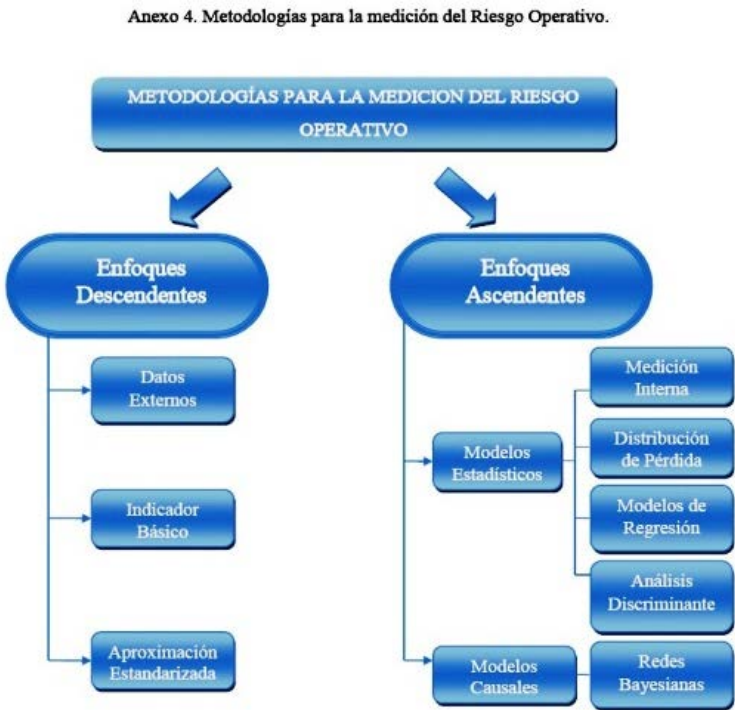 Anexo 4. Metodologías para la medición del Riesgo Operativo.
METODOLOGÍAS PARA LA MEDICION DEL RIESGO
OPERATIVO
Enfoques
Descendentes
Datos
Externos
Indicador
Básico
Aproximación
Estandarizada
Enfoques
Ascendentes
Modelos
Estadísticos
Medición
Interna
Distribución
de Pérdida
Modelos de
Regresión
Análisis
Discriminante
Modelos
Causales
Redes
Bayesianas